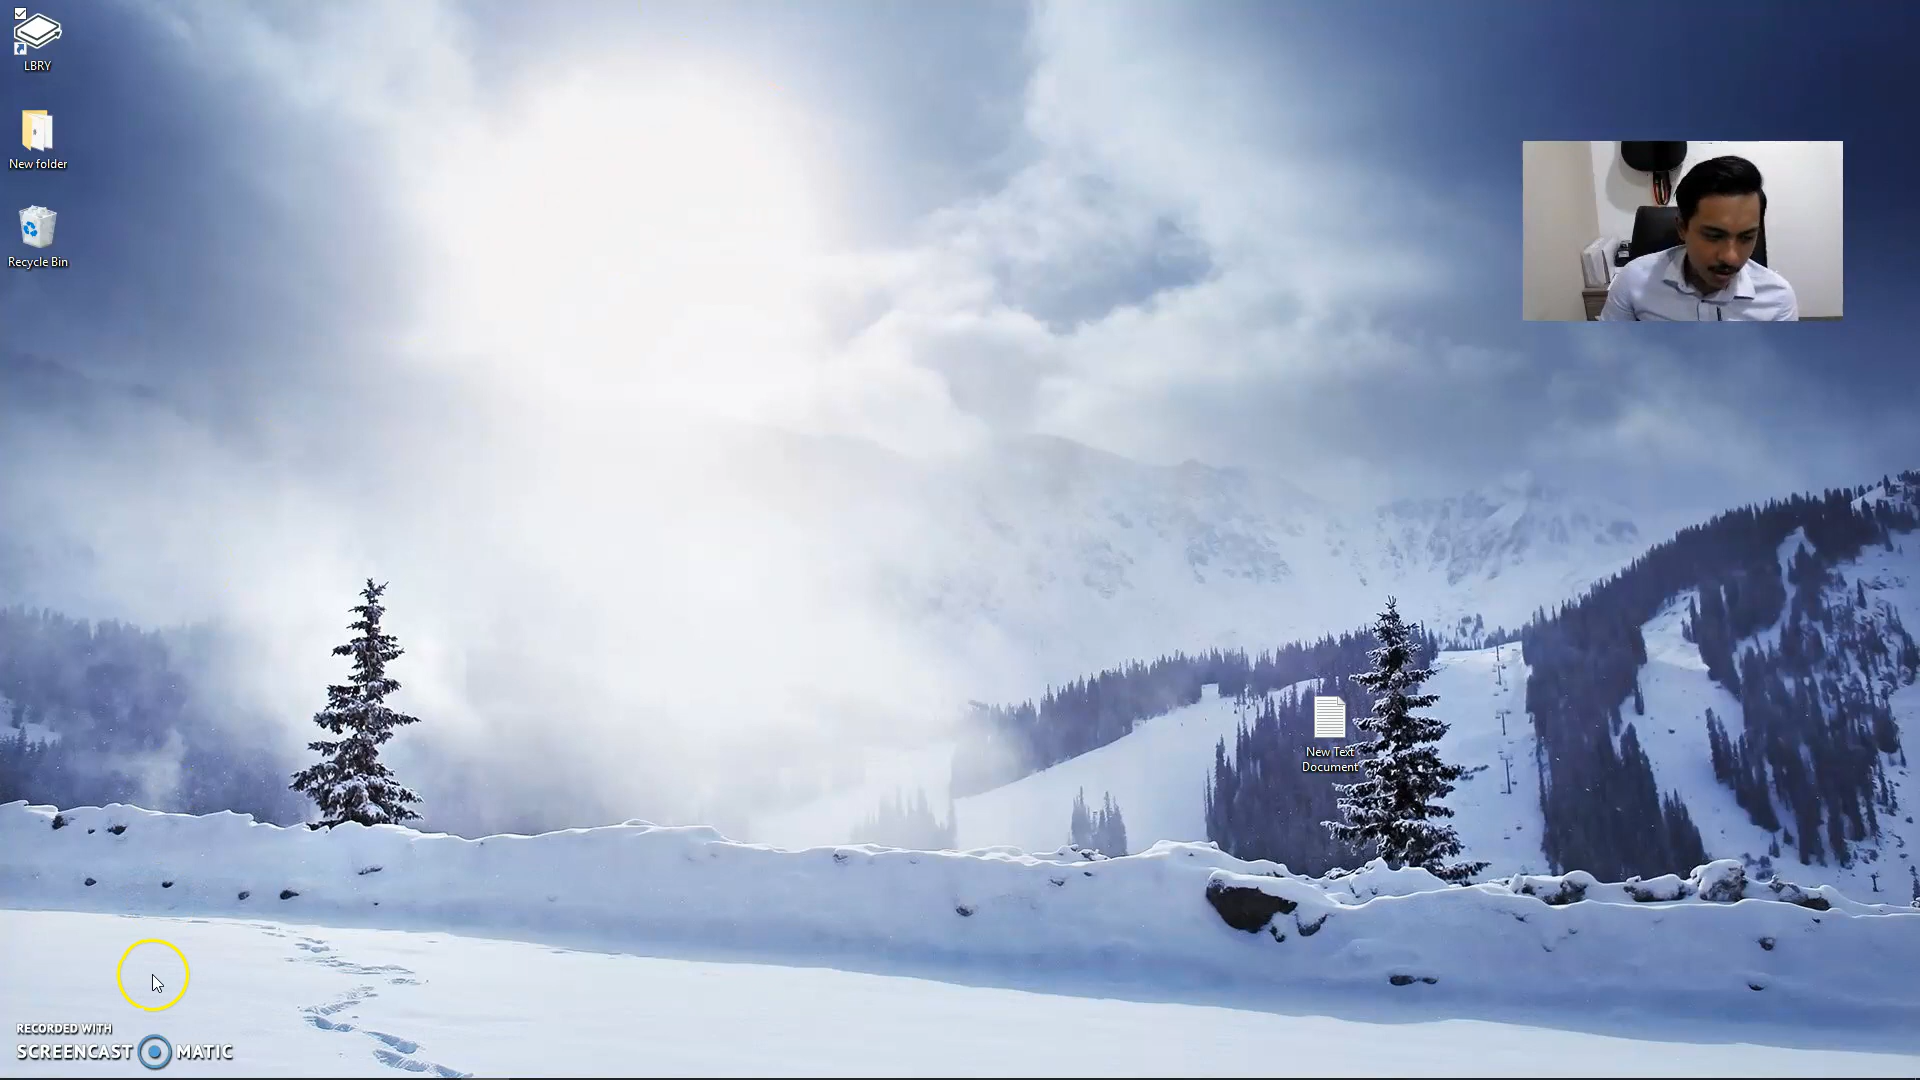 LBRY
New folder
Recycle Bin
New Text
Document
RECORDED WITH
SCREENCAST MATIC